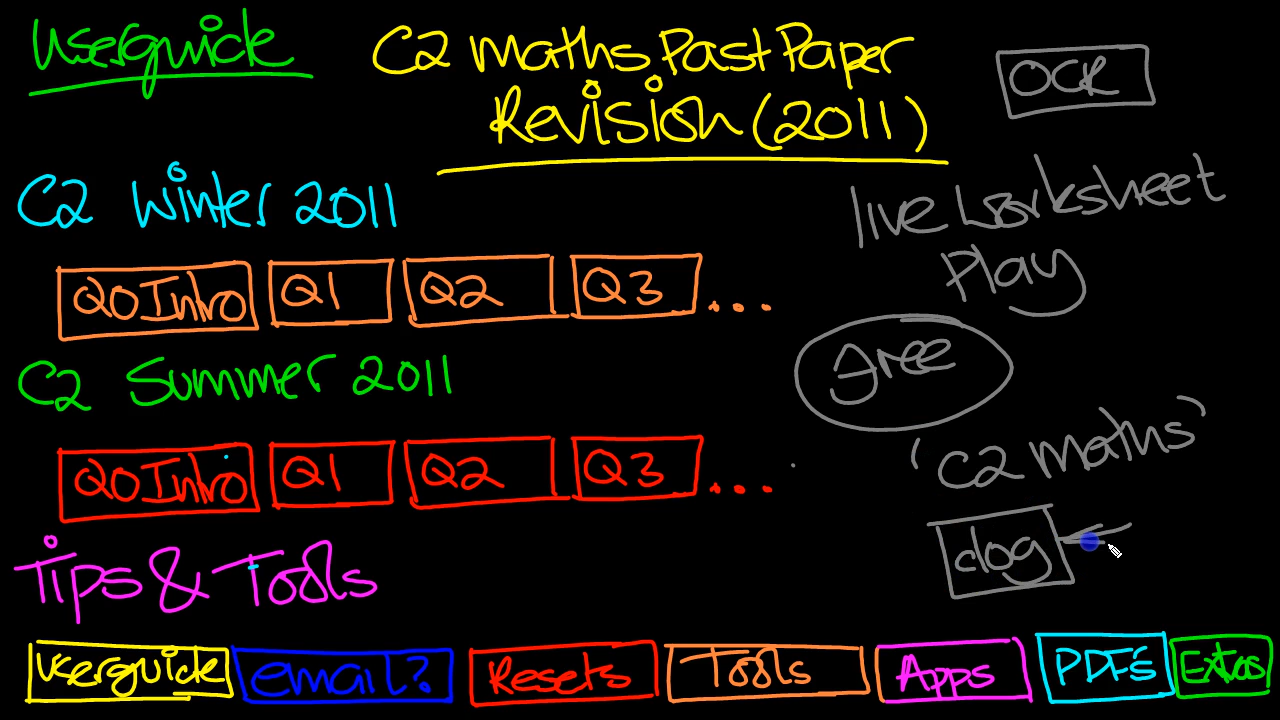 Userguide
C2 Maths Past Paper
Revision (2011)
OCR
C2 Winter 2011
live worksheet
Play
Q0 Intro Q1 Q2 Q3 ...
free
C2 Summer 2011
'C2 maths'
Q0 Intro Q1 Q2 Q3 ...
dog
Tips & Tools
Userguide email? Resets Tools Apps PDFS Extras